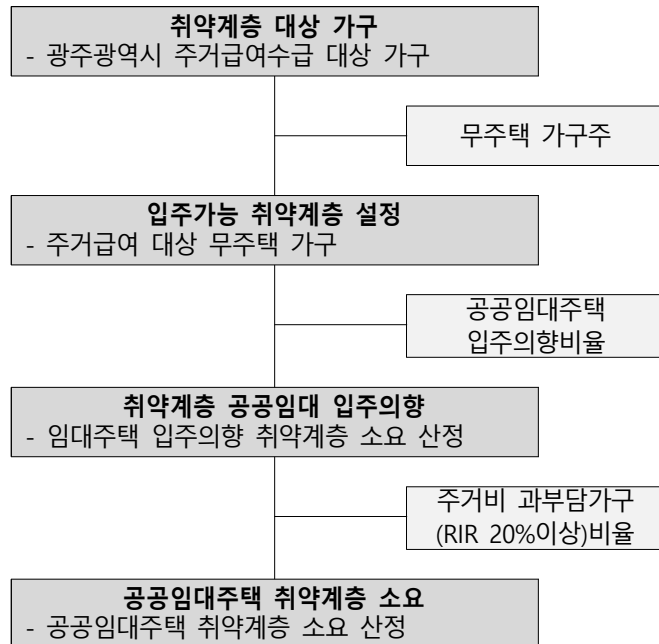 취약계층 대상 가구
- 광주광역시 주거급여수급 대상 가구
무주택 가구주
입주가능 취약계층 설정
- 주거급여 대상 무주택 가구
공공임대주택
입주의향비율
취약계층 공공임대 입주의향
- 임대주택 입주의향 취약계층 소요 산정
주거비 과부담가구
(RIR 20%이상)비율
공공임대주택 취약계층 소요
- 공공임대주택 취약계층 소요 산정